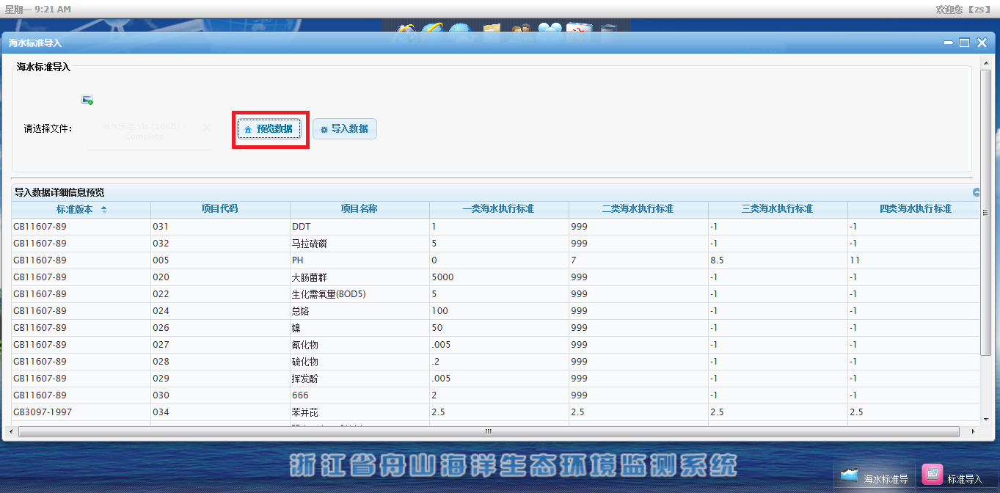 星期一 9:21 AM 欢迎您 【zs】
海水标准导入
海水标准导入
海水标准.xls (16KB) -
请选择文件: 预览数据 导入数据
Complete
导入数据详细信息预览
标准版本 项目代码 项目名称 一类海水执行标准 二类海水执行标准 三类海水执行标准 四类海水执行标准
GB11607-89 031 DDT 1 999 -1 -1
GB11607-89 032 马拉硫磷 5 999 -1 -1
GB11607-89 005 PH 0 7 8.5 11
GB11607-89 020 大肠菌群 5000 999 -1 -1
GB11607-89 022 生化需氧量(BOD5) 5 999 -1 -1
GB11607-89 024 总铬 100 999 -1 -1
GB11607-89 026 镍 50 999 -1 -1
GB11607-89 027 氰化物 .005 999 -1 -1
GB11607-89 028 硫化物 .2 999 -1 -1
GB11607-89 029 挥发酚 .005 999 -1 -1
GB11607-89 030 666 2 999 -1 -1
GB3097-1997 034 苯并芘 2.5 2.5 2.5 2.5
浙江省舟山海洋生态环境监测系统
海水标准导 标准导入